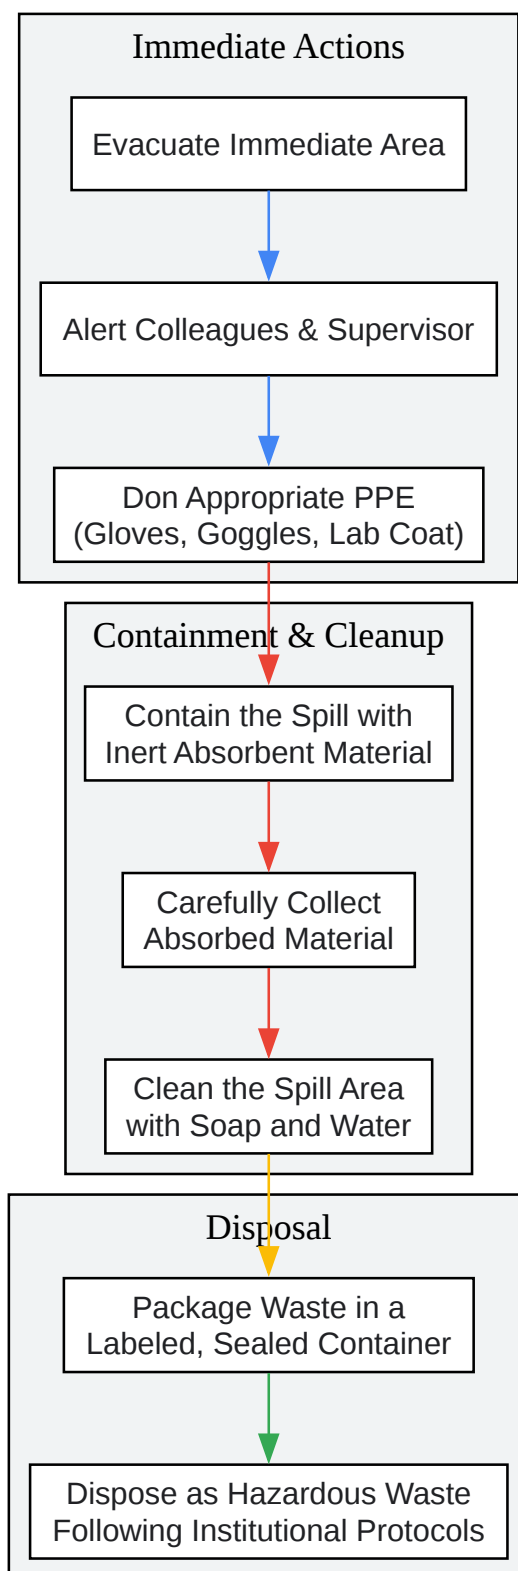 Immediate Actions
Evacuate Immediate Area
Alert Colleagues & Supervisor
Don Appropriate PPE
(Gloves, Goggles, Lab Coat)
Containment & Cleanup
Contain the Spill with
Inert Absorbent Material
Carefully Collect
Absorbed Material
Clean the Spill Area
with Soap and Water
Disposal
Package Waste in a
Labeled, Sealed Container
Dispose as Hazardous Waste
Following Institutional Protocols